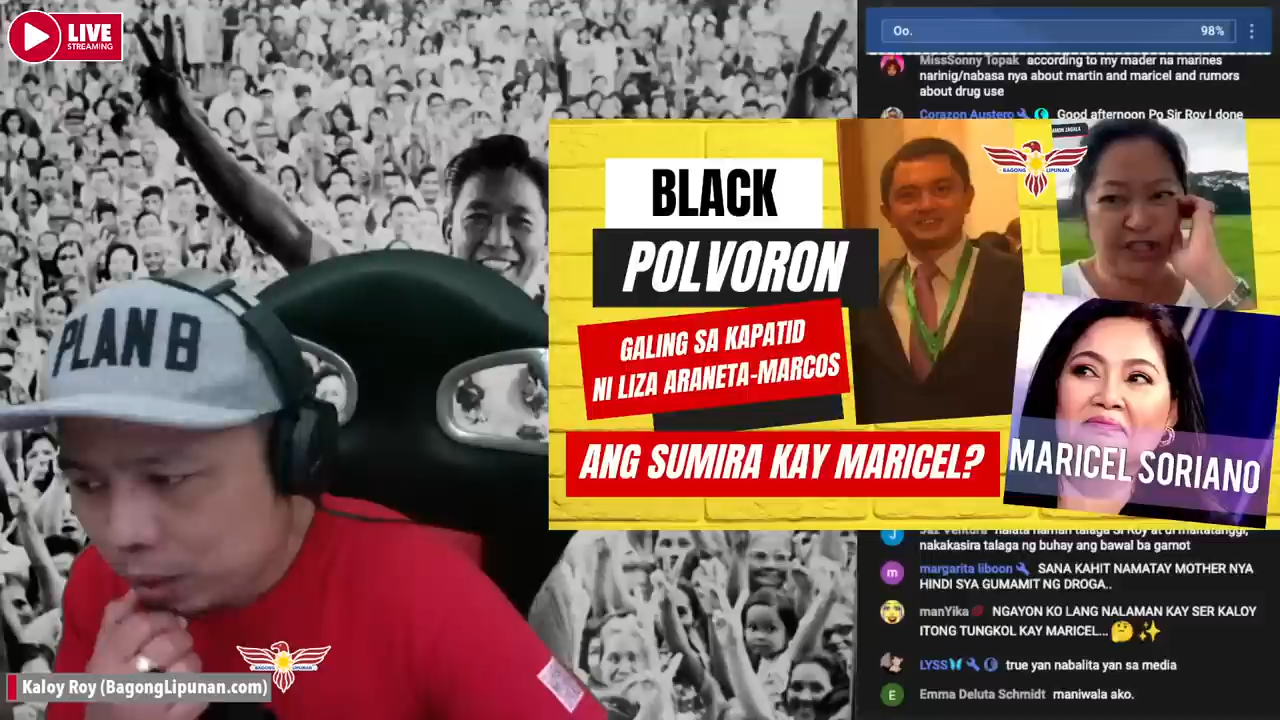 LIVE
STREAMING
PLAN B
Kaloy Roy (BagongLipunan.com)
BAGONG LIPUNAN
BLACK
POLVORON
GALING SA KAPATID
NI LIZA ARANETA-MARCOS
ANG SUMIRA KAY MARICEL?
BAGONG LIPUNAN
MARICEL SORIANO
Oo. 98%
MissSonny Topak according to my mader na marines
narinig/nabasa nya about martin and maricel and rumors
about drug use
Corazon Austero Good afternoon Po Sir Roy ! done
nakakasira talaga ng buhay ang bawal ba gamot
margarita liboon SANA KAHIT NAMATAY MOTHER NYA
HINDI SYA GUMAMIT NG DROGA..
manYika NGAYON KO LANG NALAMAN KAY SER KALOY
ITONG TUNGKOL KAY MARICEL...
LYSS true yan nabalita yan sa media
E
Emma Deluta Schmidt maniwala ako.